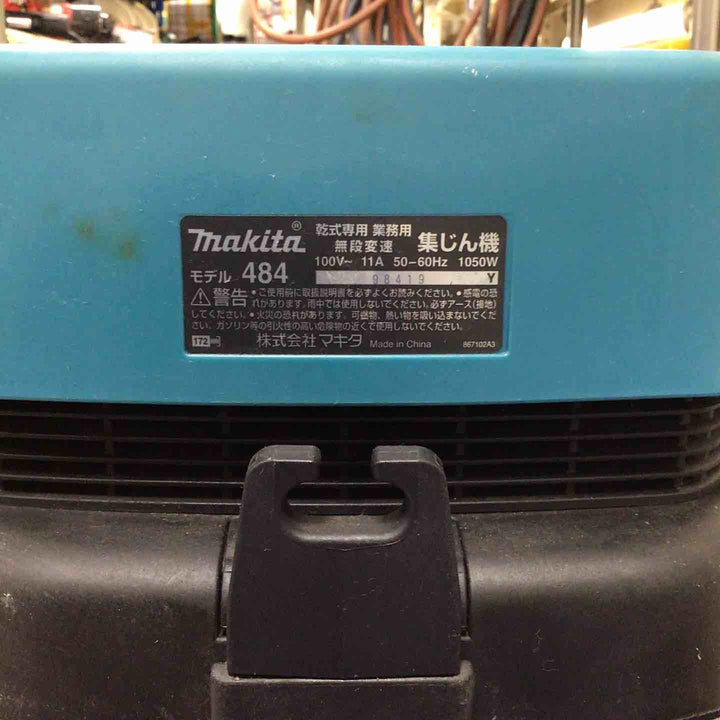 makita®
乾式専用 業務用
無段変速 集じん機
100V~ 11A 50-60Hz 1050W
モデル 484
98419 Y
⚠警告 •ご使用前に取扱説明書を必ずよくお読みください。•感電の恐
れがあります。雨中では使用しないでください。必ずアース(接地)
してください。•火災の恐れがあります。可燃物、熱い物を吸い込ませないでくだ
さい。ガソリン等の引火性の高い危険物の近くで使用しないでください。
172 株式会社 マキタ Made in China 867102A3